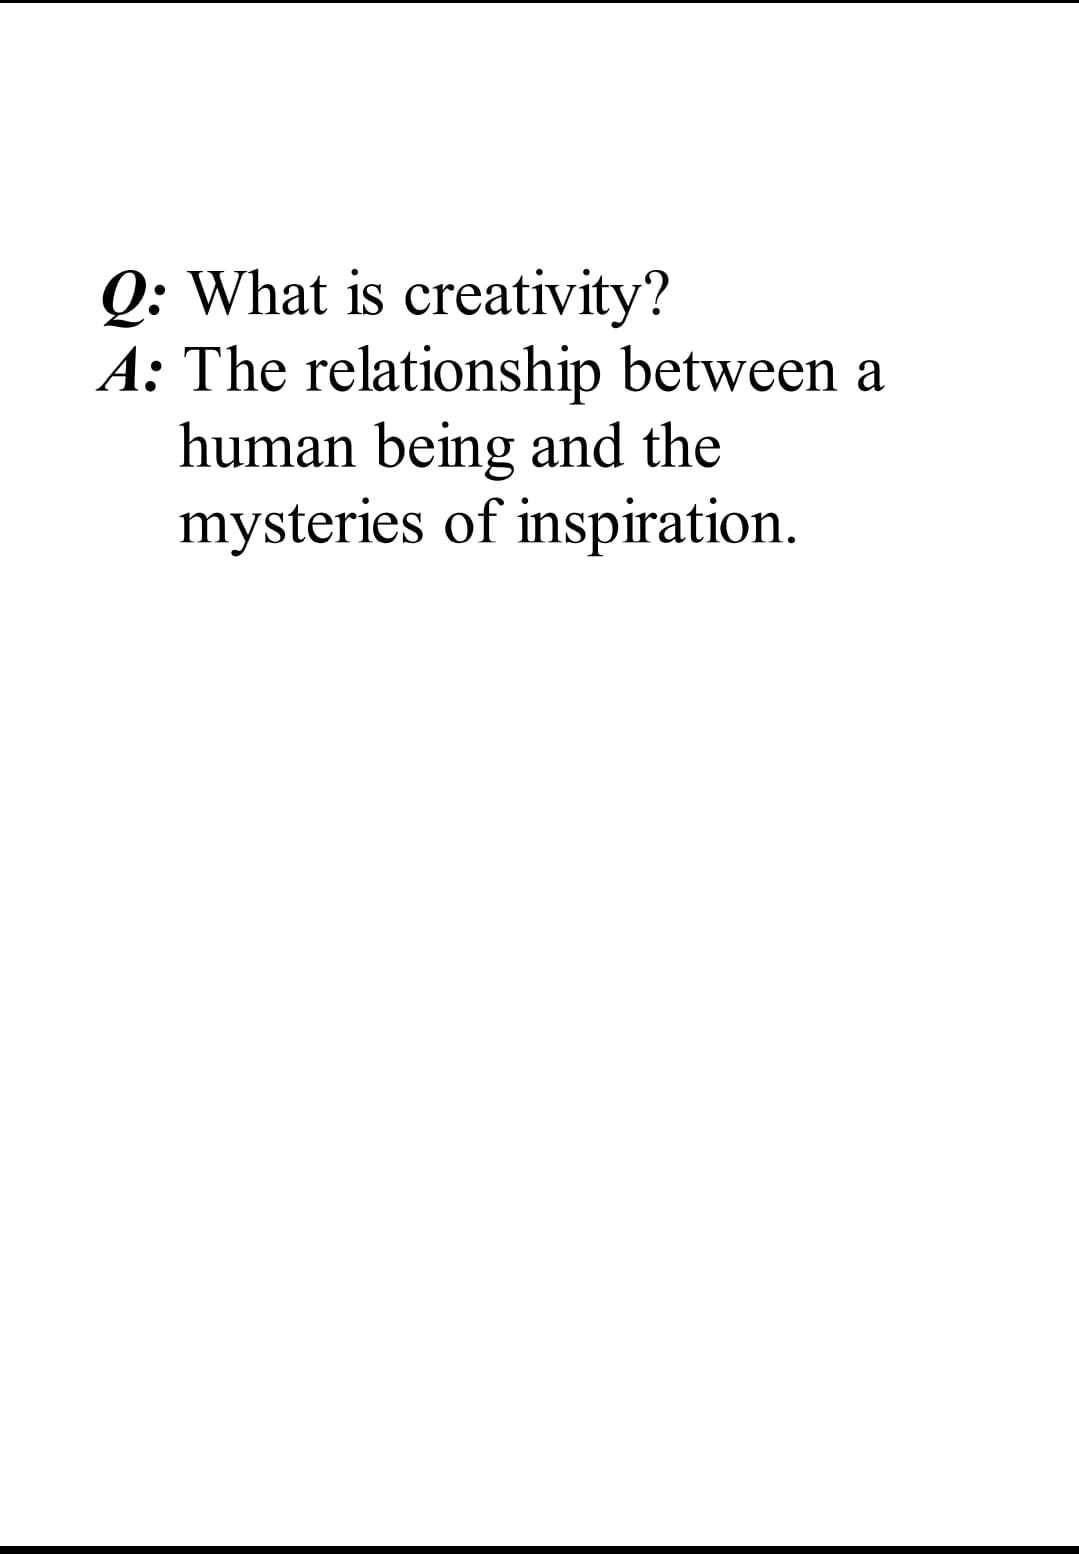 Q: What is creativity?
A: The relationship between a
human being and the
mysteries of inspiration.